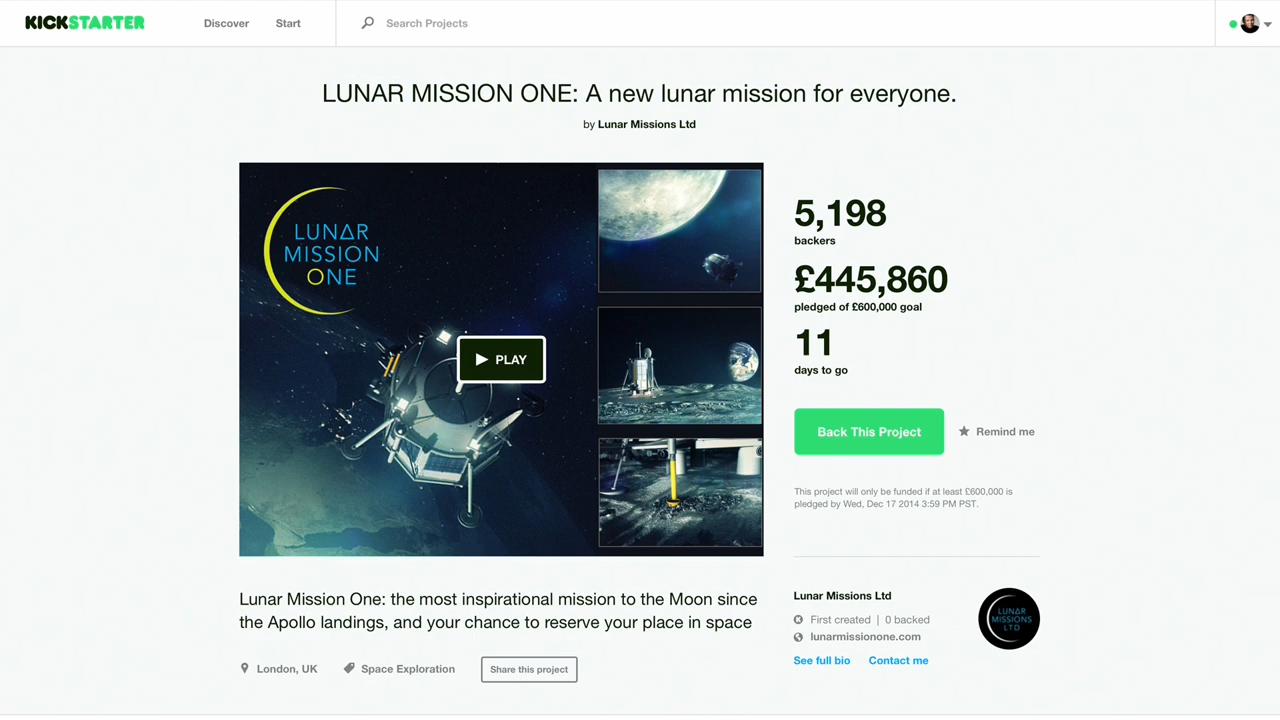 KICKSTARTER
Discover
Start
Search Projects
LUNAR MISSION ONE: A new lunar mission for everyone.
by Lunar Missions Ltd
LUNAR
MISSION
ONE
PLAY
5,198
backers
£445,860
pledged of £600,000 goal
11
days to go
Back This Project
Remind me
This project will only be funded if at least £600,000 is
pledged by Wed, Dec 17 2014 3:59 PM PST.
Lunar Mission One: the most inspirational mission to the Moon since
the Apollo landings, and your chance to reserve your place in space
London, UK
Space Exploration
Share this project
Lunar Missions Ltd
First created | 0 backed
lunarmissionone.com
See full bio
Contact me
LUNAR
MISSIONS
LTD